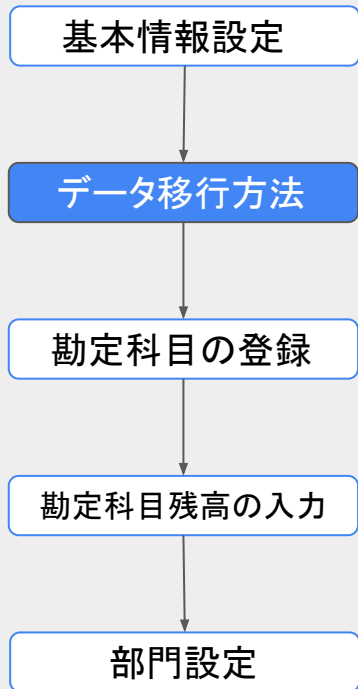 基本情報設定
データ移行方法
勘定科目の登録
勘定科目残高の入力
部門設定